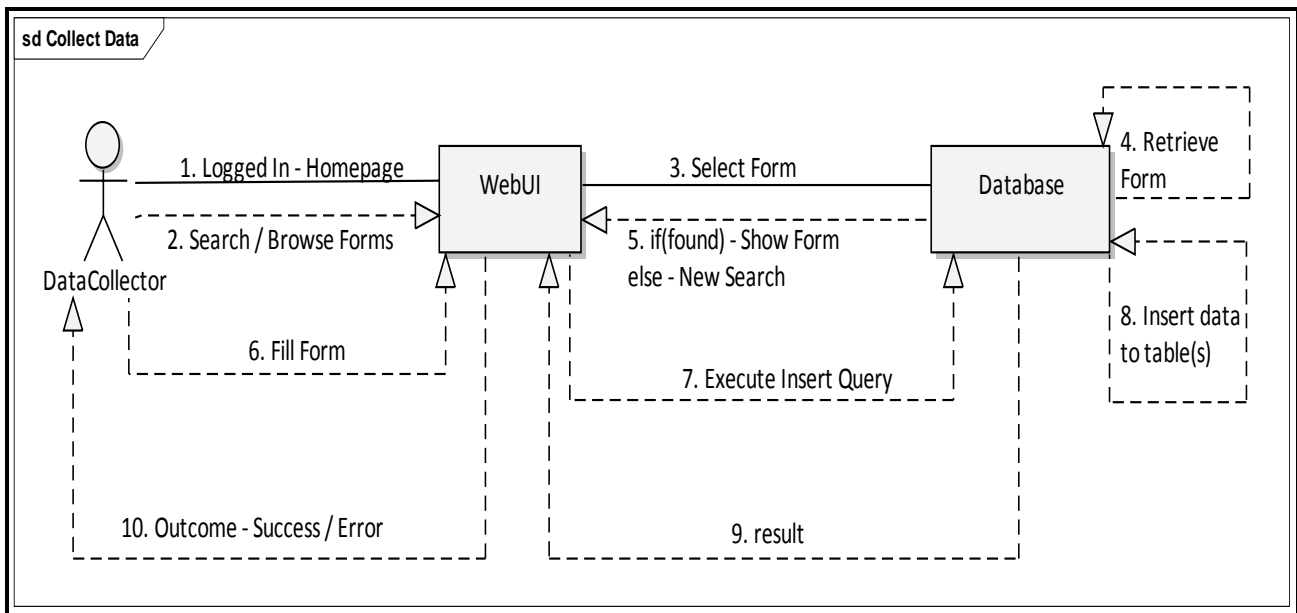 sd Collect Data
1. Logged In - Homepage
WebUI
3. Select Form
Database
4. Retrieve
Form
2. Search / Browse Forms
5. if(found) - Show Form
else - New Search
DataCollector
6. Fill Form
7. Execute Insert Query
8. Insert data
to table(s)
10. Outcome - Success / Error
9. result